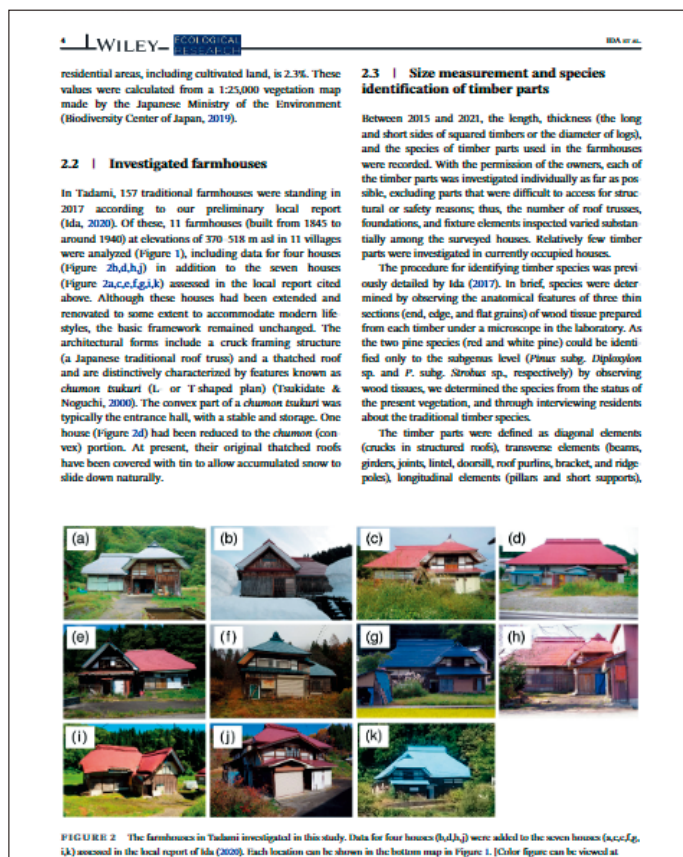 4
WILEY
ECOLOGICAL
RESEARCH
IDA ET AL.
residential areas, including cultivated land, is 2.3%. These
values were calculated from a 1:25,000 vegetation map
made by the Japanese Ministry of the Environment
(Biodiversity Center of Japan, 2019).
2.2 | Investigated farmhouses
In Tadami, 157 traditional farmhouses were standing in
2017 according to our preliminary local report
(Ida, 2020). Of these, 11 farmhouses (built from 1845 to
around 1940) at elevations of 370–518 m asl in 11 villages
were analyzed (Figure 1), including data for four houses
(Figure 2b,d,h,j) in addition to the seven houses
(Figure 2a,c,e,f,g,i,k) assessed in the local report cited
above. Although these houses had been extended and
renovated to some extent to accommodate modern life-
styles, the basic framework remained unchanged. The
architectural forms include a cruck framing structure
(a Japanese traditional roof truss) and a thatched roof
and are distinctively characterized by features known as
chumon tsukuri (L- or T-shaped plan) (Tsukidate &
Noguchi, 2000). The convex part of a chumon tsukuri was
typically the entrance hall, with a stable and storage. One
house (Figure 2d) had been reduced to the chumon (con-
vex) portion. At present, their original thatched roofs
have been covered with tin to allow accumulated snow to
slide down naturally.
2.3 | Size measurement and species
identification of timber parts
Between 2015 and 2021, the length, thickness (the long
and short sides of squared timbers or the diameter of logs),
and the species of timber parts used in the farmhouses
were recorded. With the permission of the owners, each of
the timber parts was investigated individually as far as pos-
sible, excluding parts that were difficult to access for struc-
tural or safety reasons; thus, the number of roof trusses,
foundations, and fixture elements inspected varied substan-
tially among the surveyed houses. Relatively few timber
parts were investigated in currently occupied houses.
The procedure for identifying timber species was previ-
ously detailed by Ida (2017). In brief, species were deter-
mined by observing the anatomical features of three thin
sections (end, edge, and flat grains) of wood tissue prepared
from each timber under a microscope in the laboratory. As
the two pine species (red and white pine) could be identi-
fied only to the subgenus level (Pinus subg. Diploxylon
sp. and P. subg. Strobus sp., respectively) by observing
wood tissues, we determined the species from the status of
the present vegetation, and through interviewing residents
about the traditional timber species.
The timber parts were defined as diagonal elements
(crucks in structured roofs), transverse elements (beams,
girders, joints, lintel, doorsill, roof purlins, bracket, and ridge-
poles), longitudinal elements (pillars and short supports),
(a)
(b)
(c)
(d)
(e)
(f)
(g)
(h)
(i)
(j)
(k)
FIGURE 2 The farmhouses in Tadami investigated in this study. Data for four houses (b,d,h,j) were added to the seven houses (a,c,e,f,g,
i,k) assessed in the local report of Ida (2020). Each location can be shown in the bottom map in Figure 1. [Color figure can be viewed at